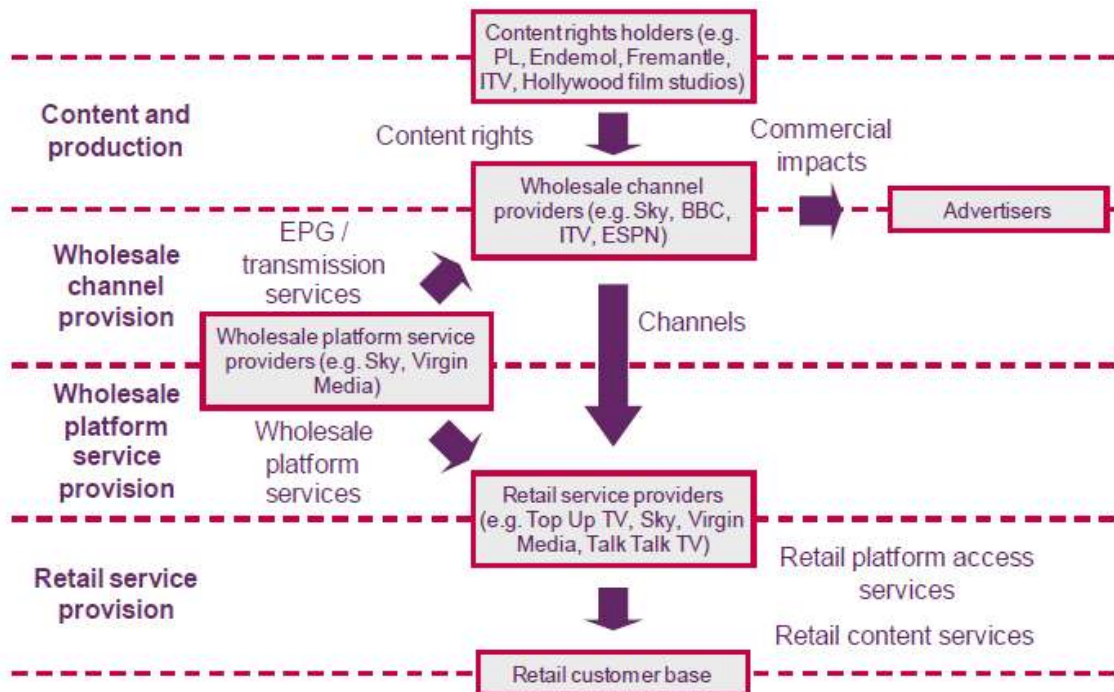 Content rights holders (e.g.
PL, Endemol, Fremantle,
ITV, Hollywood film studios)
Content and
production
Content rights
Commercial
impacts
Wholesale channel
providers (e.g. Sky, BBC,
ITV, ESPN)
Advertisers
Wholesale
channel
provision
EPG /
transmission
services
Channels
Wholesale platform service
providers (e.g. Sky, Virgin
Media)
Wholesale
platform
service
provision
Wholesale
platform
services
Retail service providers
(e.g. Top Up TV, Sky, Virgin
Media, Talk Talk TV)
Retail service
provision
Retail platform access
services
Retail content services
Retail customer base